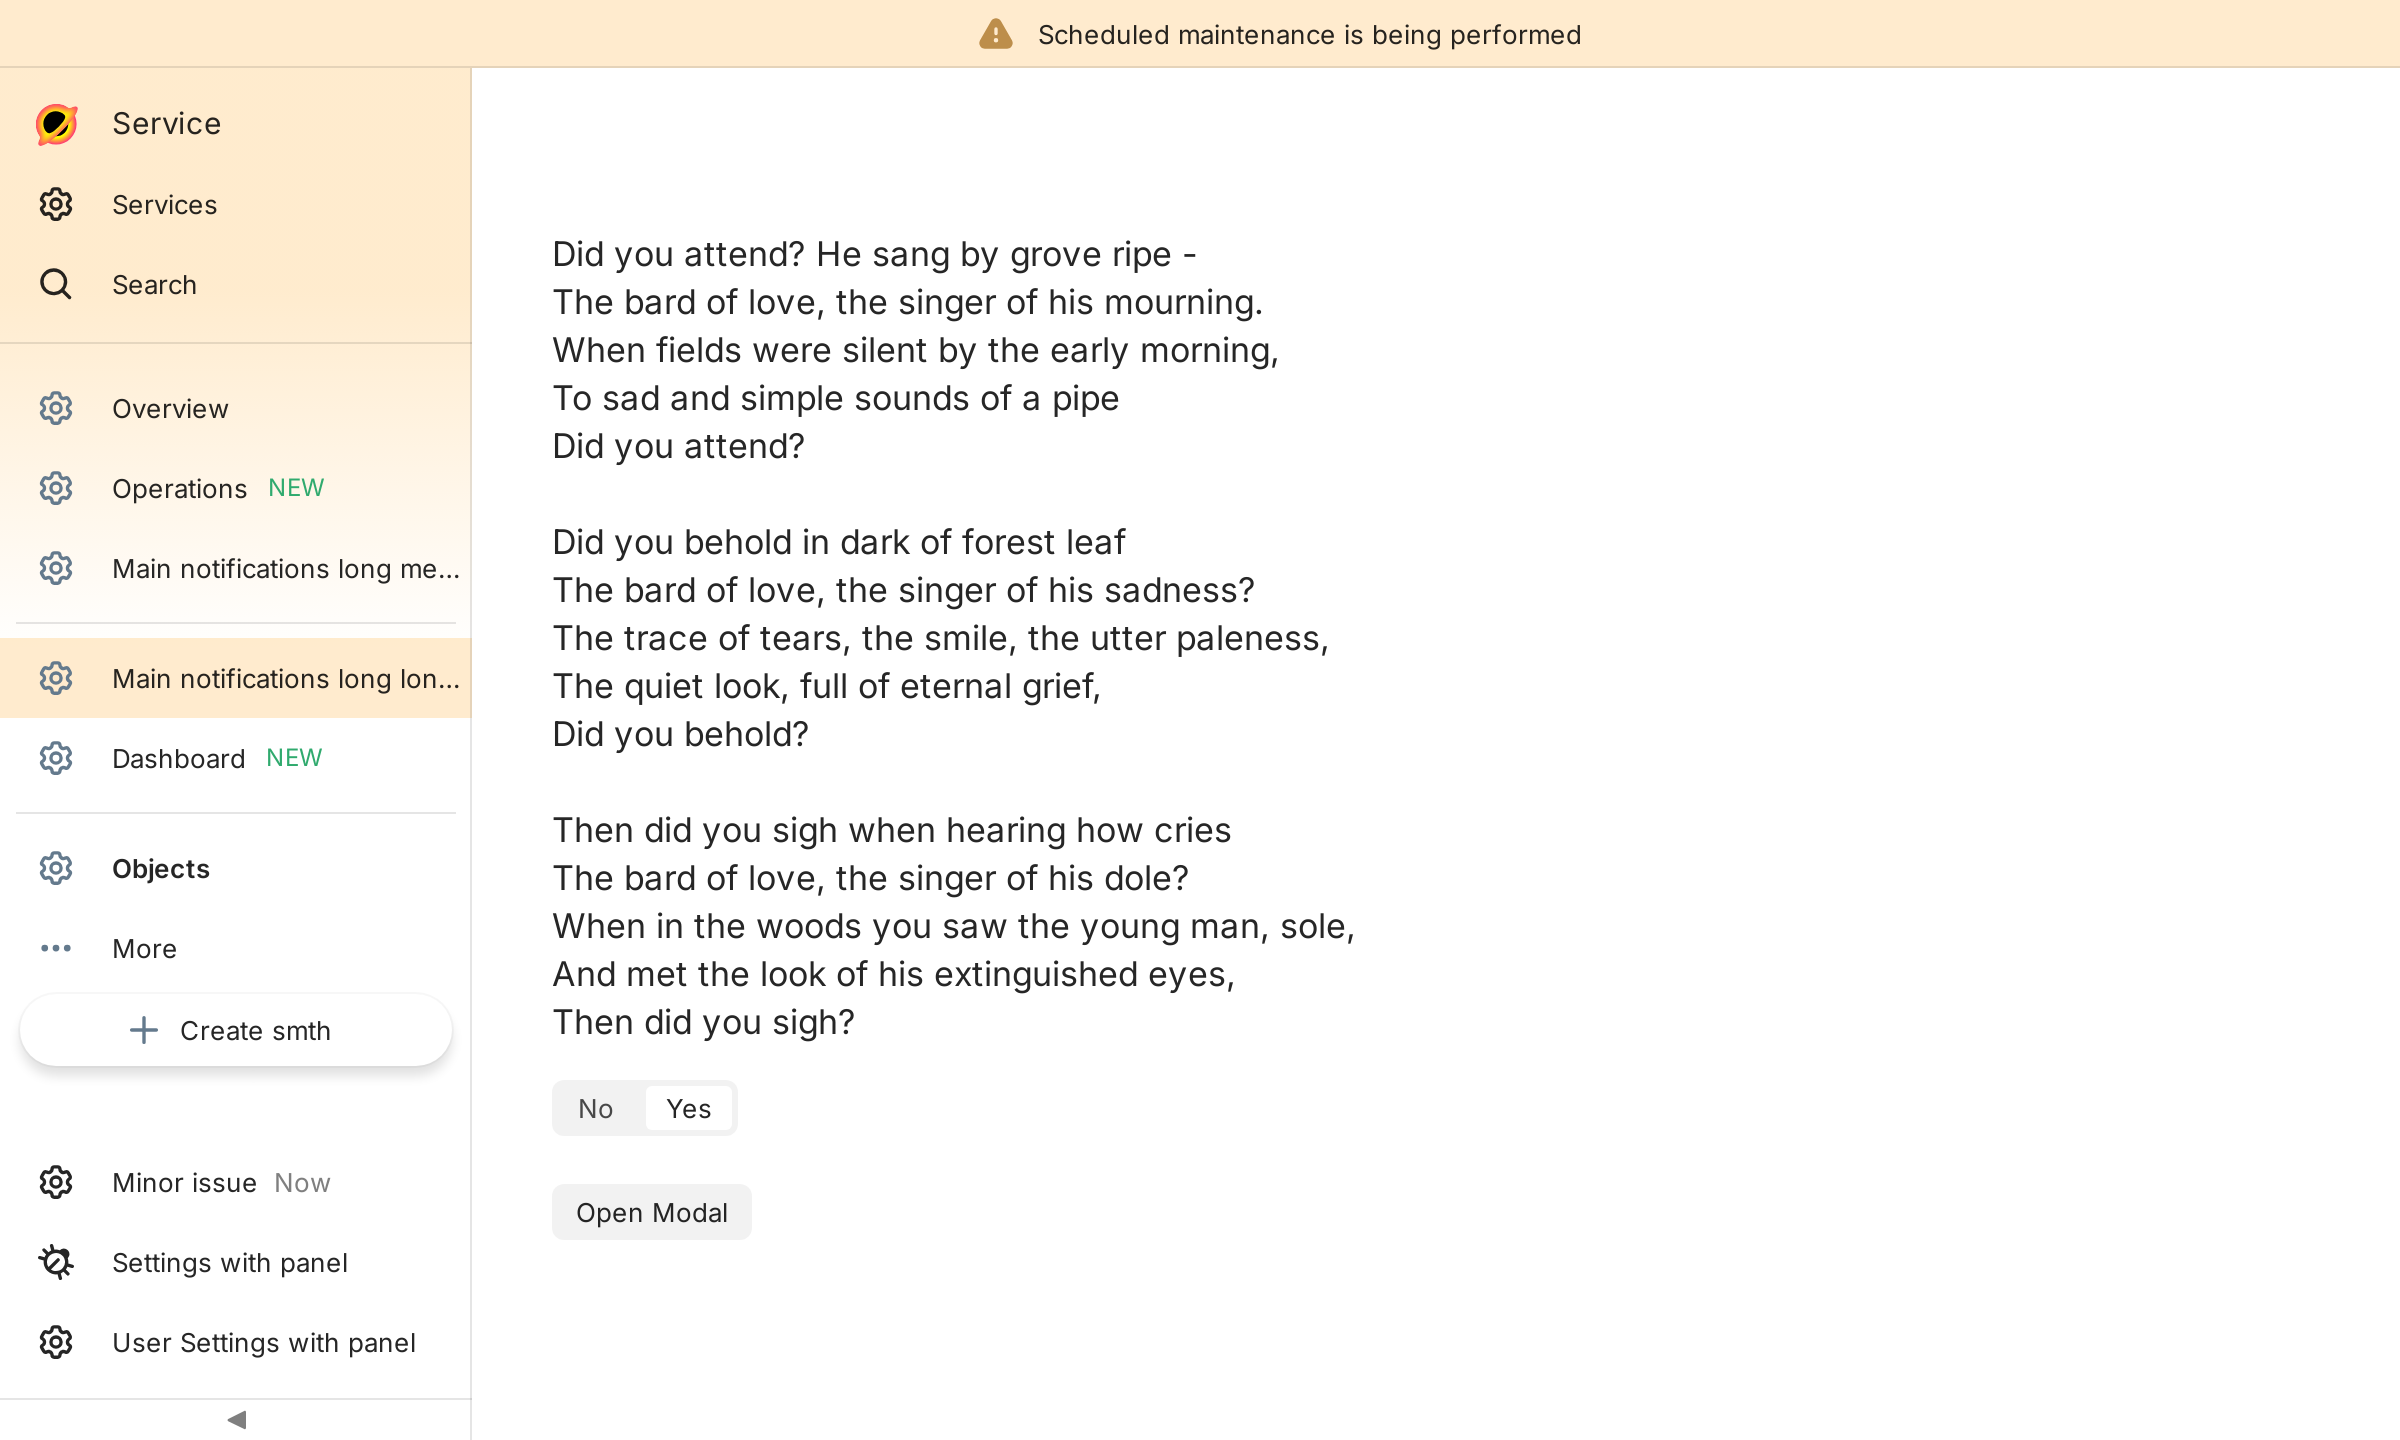 Scheduled maintenance is being performed
Service
Services
Search
Overview
Operations NEW
Main notifications long me...
Main notifications long lon...
Dashboard NEW
Objects
More
Create smth
Minor issue Now
Settings with panel
User Settings with panel
Did you attend? He sang by grove ripe -
The bard of love, the singer of his mourning.
When fields were silent by the early morning,
To sad and simple sounds of a pipe
Did you attend?
Did you behold in dark of forest leaf
The bard of love, the singer of his sadness?
The trace of tears, the smile, the utter paleness,
The quiet look, full of eternal grief,
Did you behold?
Then did you sigh when hearing how cries
The bard of love, the singer of his dole?
When in the woods you saw the young man, sole,
And met the look of his extinguished eyes,
Then did you sigh?
No Yes
Open Modal